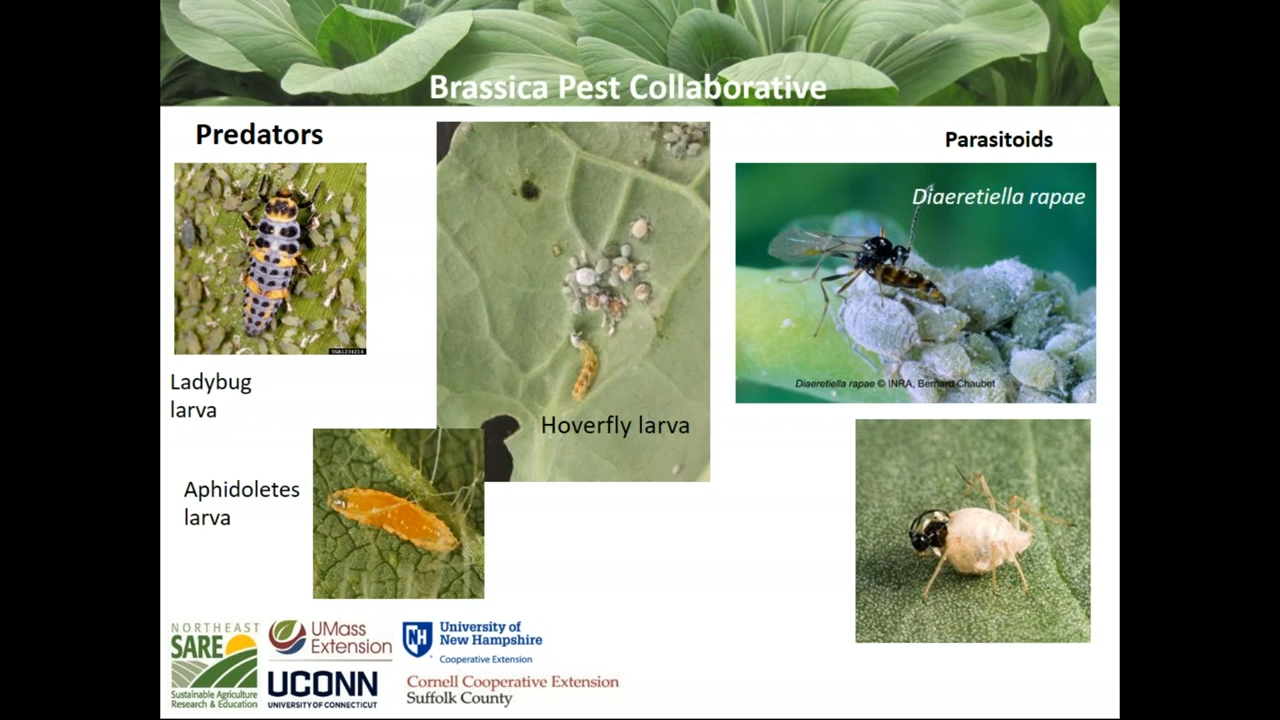 Brassica Pest Collaborative
Predators
Parasitoids
Diaeretiella rapae
UGA1234214
Ladybug
larva
Diaeretiella rapae © INRA, Bernard Chaubet
Hoverfly larva
Aphidoletes
larva
NORTHEAST
SARE
Sustainable Agriculture
Research & Education
UMass
Extension
UCONN
UNIVERSITY OF CONNECTICUT
NH
University of
New Hampshire
Cooperative Extension
Cornell Cooperative Extension
Suffolk County